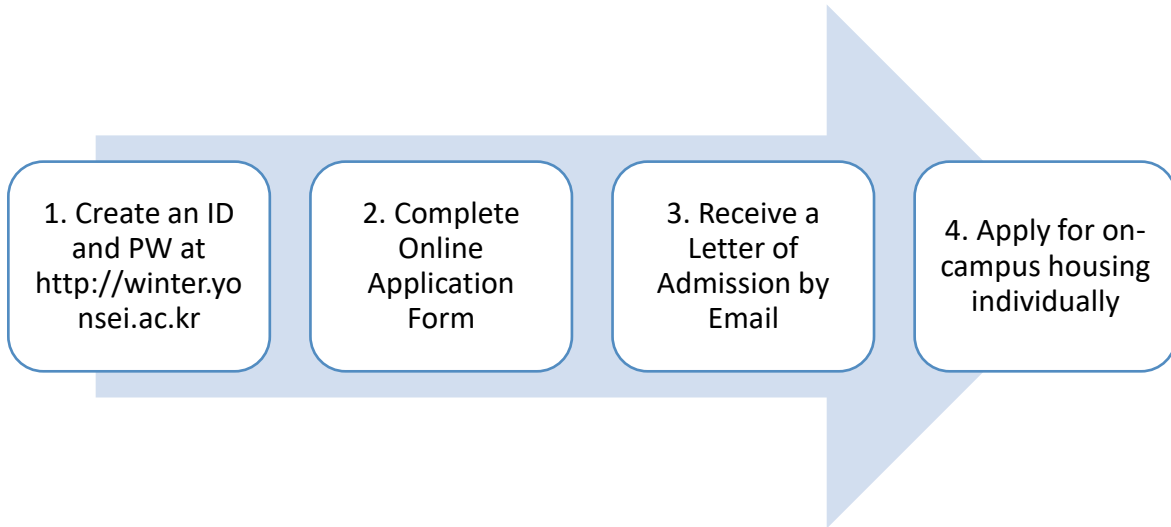 1. Create an ID
and PW at
http://winter.yo
nsei.ac.kr
2. Complete
Online
Application
Form
3. Receive a
Letter of
Admission by
Email
4. Apply for on-
campus housing
individually